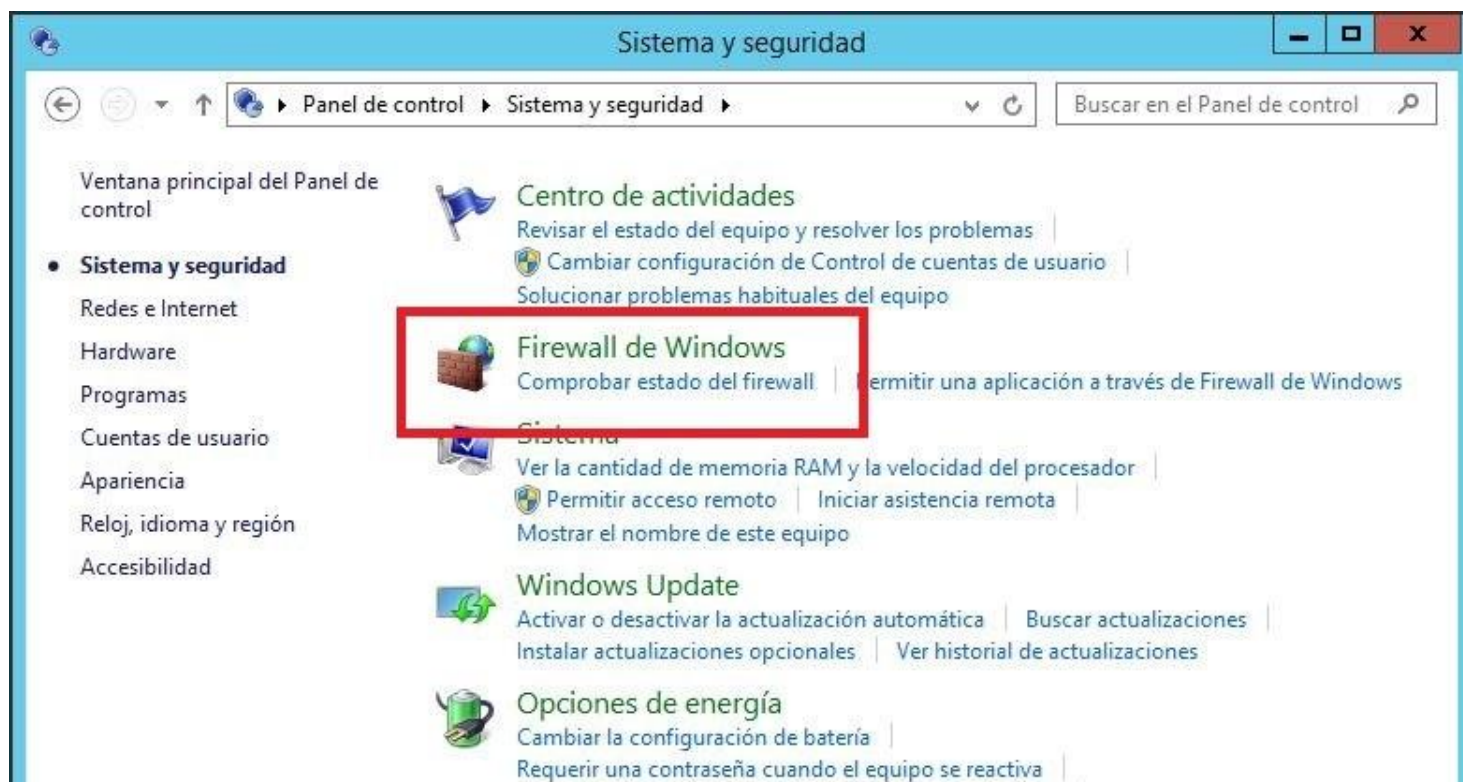 Sistema y seguridad
Panel de control Sistema y seguridad
Buscar en el Panel de control
Ventana principal del Panel de
control
Sistema y seguridad
Redes e Internet
Hardware
Programas
Cuentas de usuario
Apariencia
Reloj, idioma y región
Accesibilidad
Centro de actividades
Revisar el estado del equipo y resolver los problemas
Cambiar configuración de Control de cuentas de usuario
Solucionar problemas habituales del equipo
Firewall de Windows
Comprobar estado del firewall Permitir una aplicación a través de Firewall de Windows
Sistema
Ver la cantidad de memoria RAM y la velocidad del procesador
Permitir acceso remoto Iniciar asistencia remota
Mostrar el nombre de este equipo
Windows Update
Activar o desactivar la actualización automática Buscar actualizaciones
Instalar actualizaciones opcionales Ver historial de actualizaciones
Opciones de energía
Cambiar la configuración de batería
Requerir una contraseña cuando el equipo se reactiva